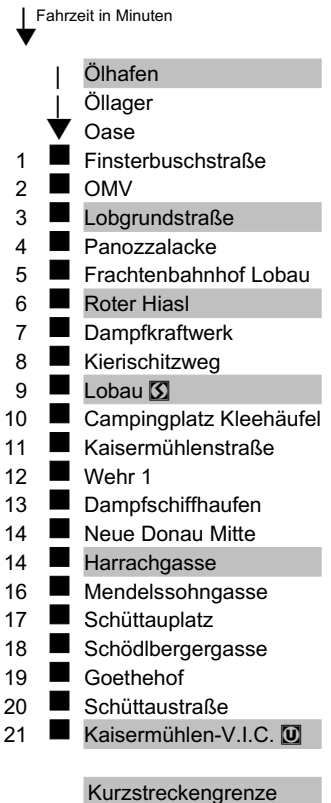 Fahrzeit in Minuten
Ölhafen
Öllager
Oase
1 Finsterbuschstraße
2 OMV
3 Lobgrundstraße
4 Panozzalacke
5 Frachtenbahnhof Lobau
6 Roter Hiasl
7 Dampfkraftwerk
8 Kierischitzweg
9 Lobau S
10 Campingplatz Kleehäufel
11 Kaisermühlenstraße
12 Wehr 1
13 Dampfschiffhaufen
14 Neue Donau Mitte
14 Harrachgasse
16 Mendelssohngasse
17 Schüttauplatz
18 Schödlbergergasse
19 Goethehof
20 Schüttaustraße
21 Kaisermühlen-V.I.C. U
Kurzstreckengrenze